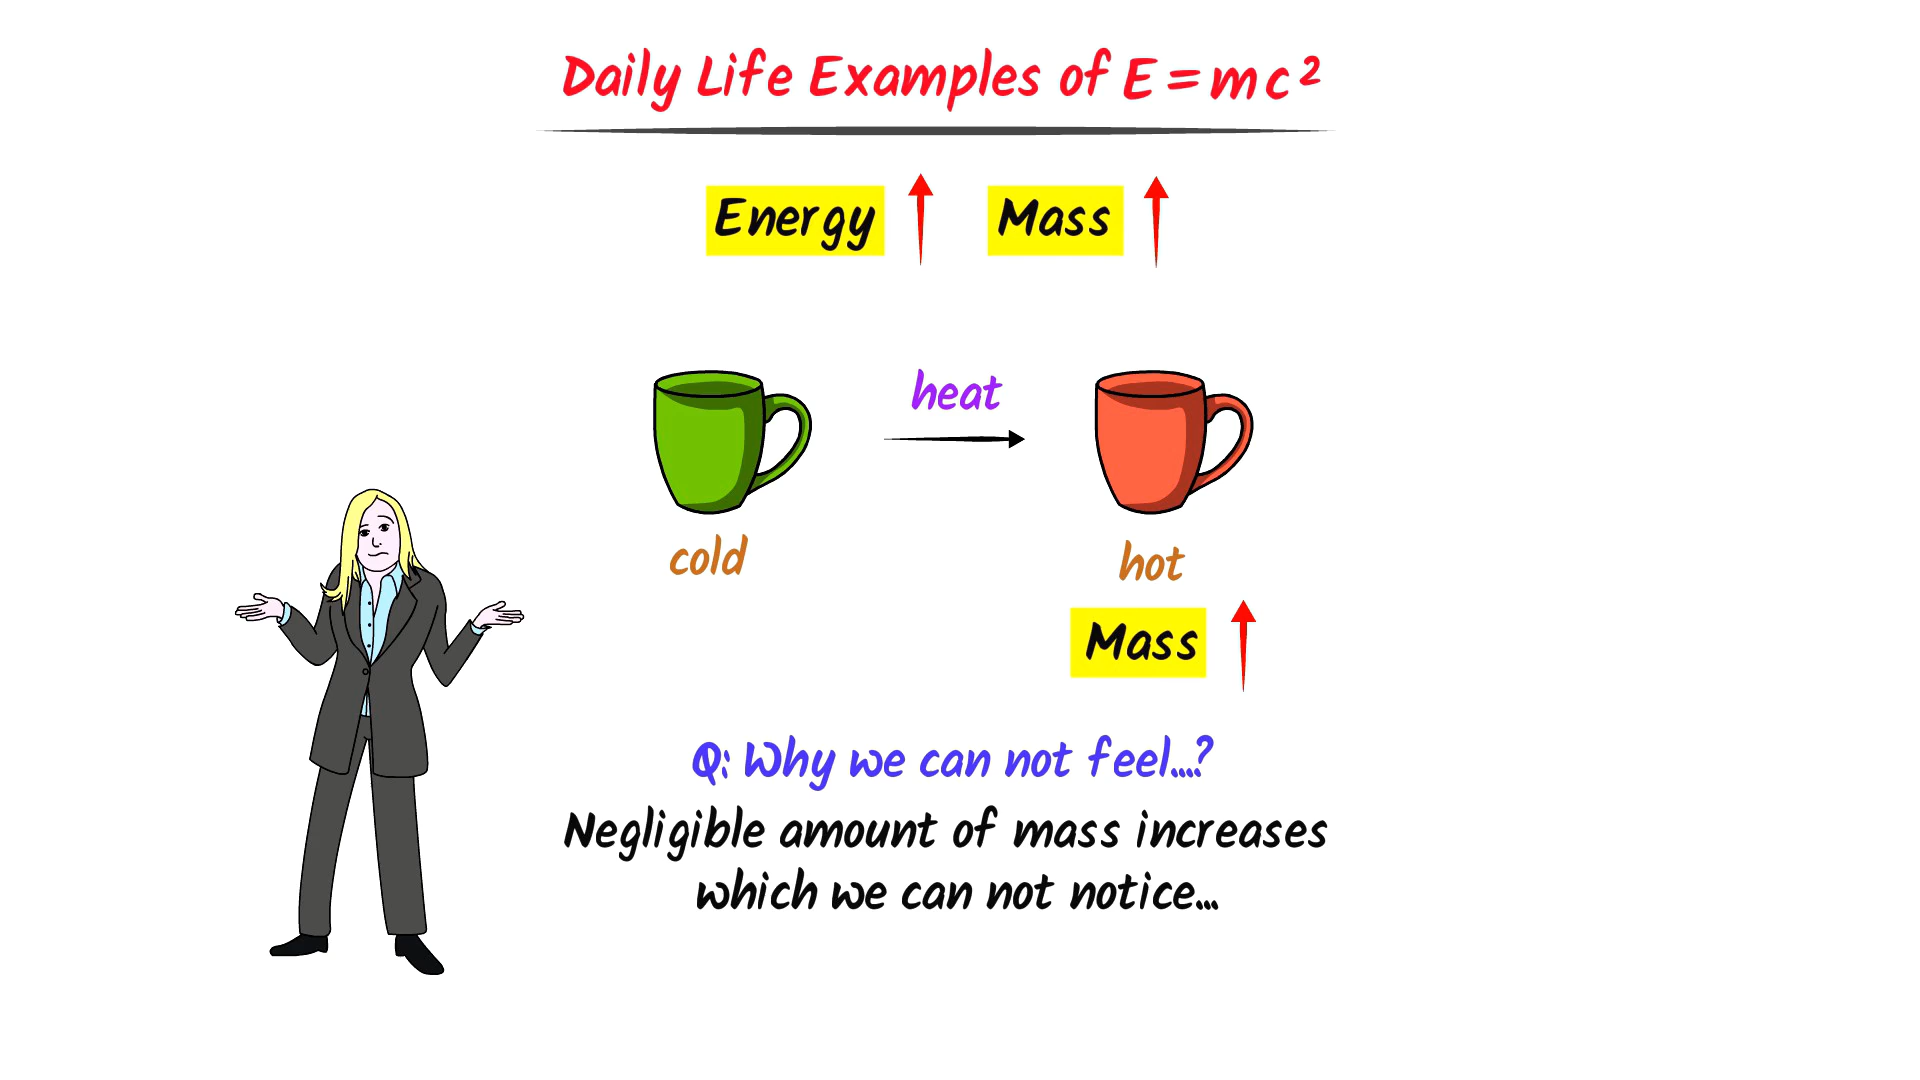 Daily Life Examples of E = mc²
Energy Mass
heat
cold
hot
Mass
Q: Why we can not feel....?
Negligible amount of mass increases
which we can not notice...